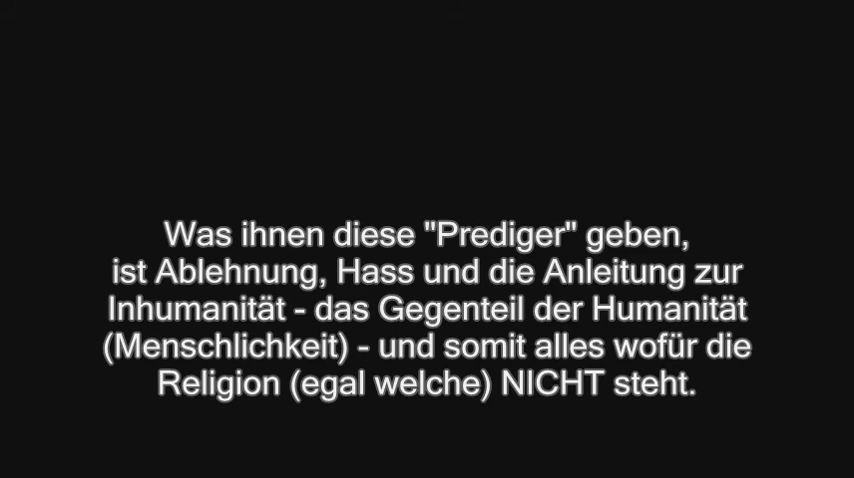 Was ihnen diese "Prediger" geben,
ist Ablehnung, Hass und die Anleitung zur
Inhumanität - das Gegenteil der Humanität
(Menschlichkeit) - und somit alles wofür die
Religion (egal welche) NICHT steht.